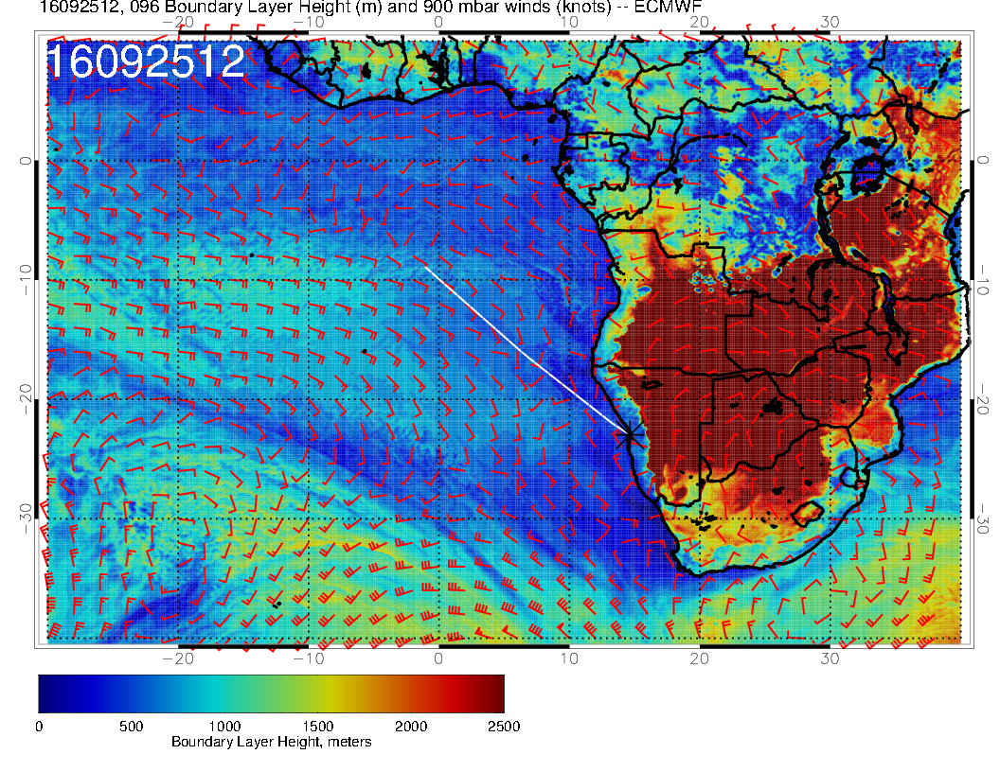 16092512, 096 Boundary Layer Height (m) and 900 mbar winds (knots) -- ECMWF
−20 −10 0 10 20 30
16092512
0 0
−10 −10
−20 −20
−30 −30
−20 −10 0 10 20 30
0 500 1000 1500 2000 2500
Boundary Layer Height, meters